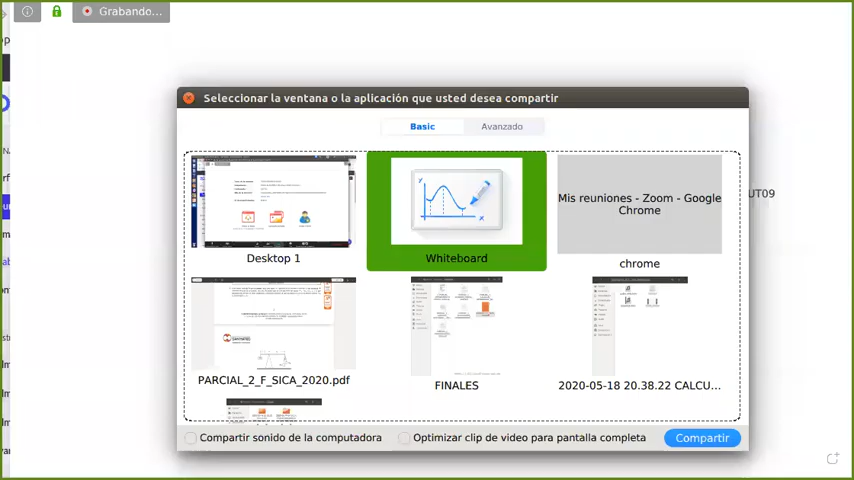 Grabando...
Seleccionar la ventana o la aplicación que usted desea compartir
Basic
Avanzado
Desktop 1
Whiteboard
Mis reuniones - Zoom - Google
Chrome
chrome
UT09
PARCIAL_2_F_SICA_2020.pdf
FINALES
2020-05-18 20.38.22 CALCU...
Compartir sonido de la computadora
Optimizar clip de video para pantalla completa
Compartir